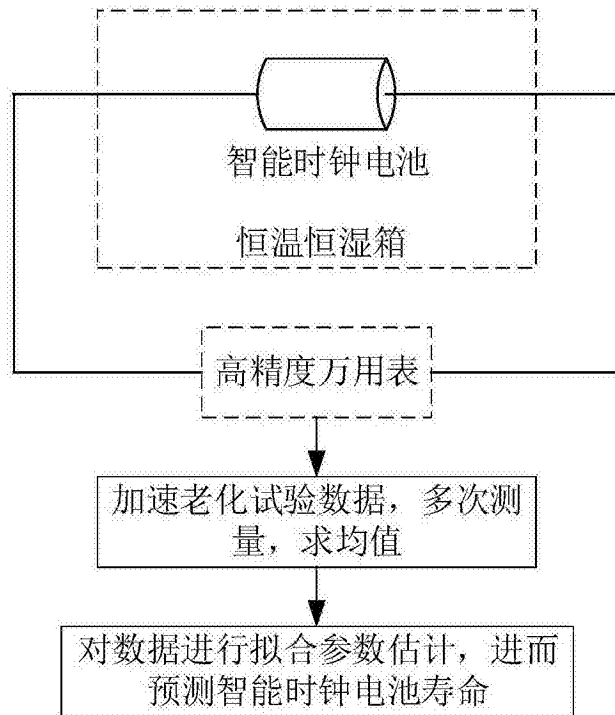 智能时钟电池
恒温恒湿箱
高精度万用表
加速老化试验数据，多次测
量，求均值
对数据进行拟合参数估计，进而
预测智能时钟电池寿命